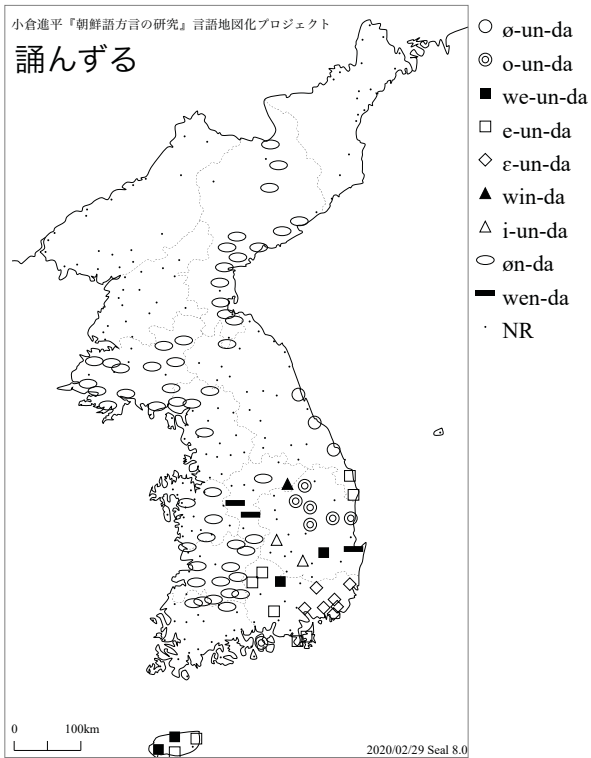 小倉進平『朝鮮語方言の研究』言語地図化プロジェクト
誦んずる
ø-un-da
o-un-da
we-un-da
e-un-da
ε-un-da
win-da
i-un-da
øn-da
wen-da
NR
0 100km
2020/02/29 Seal 8.0